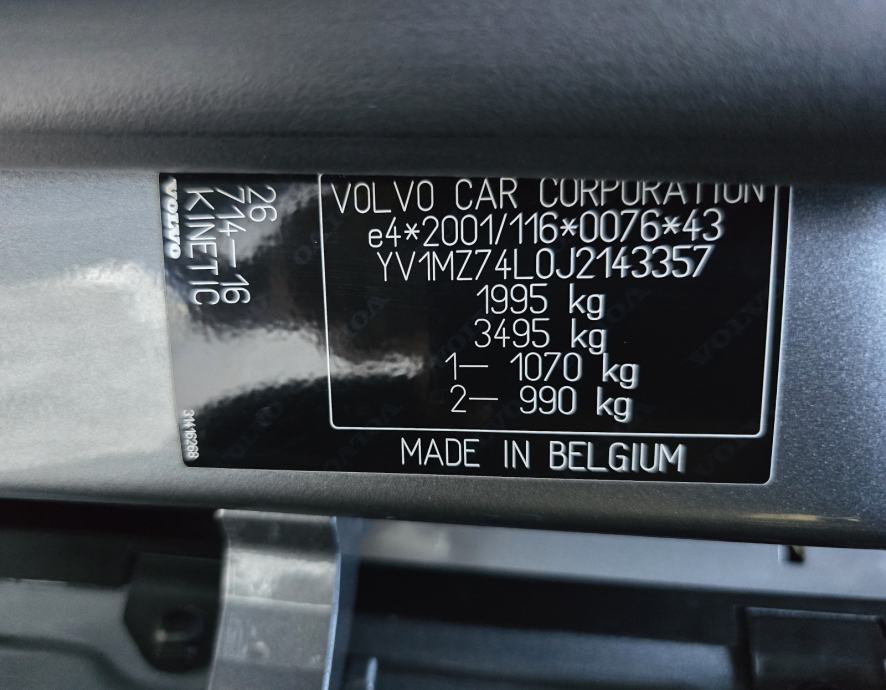 VOLVO CAR CORPORATION
e4*2001/116*0076*43
YV1MZ74L0J2143357
1995 kg
3495 kg
1— 1070 kg
2— 990 kg
MADE IN BELGIUM
26
714—16
KINETIC
VOLVO
31416268